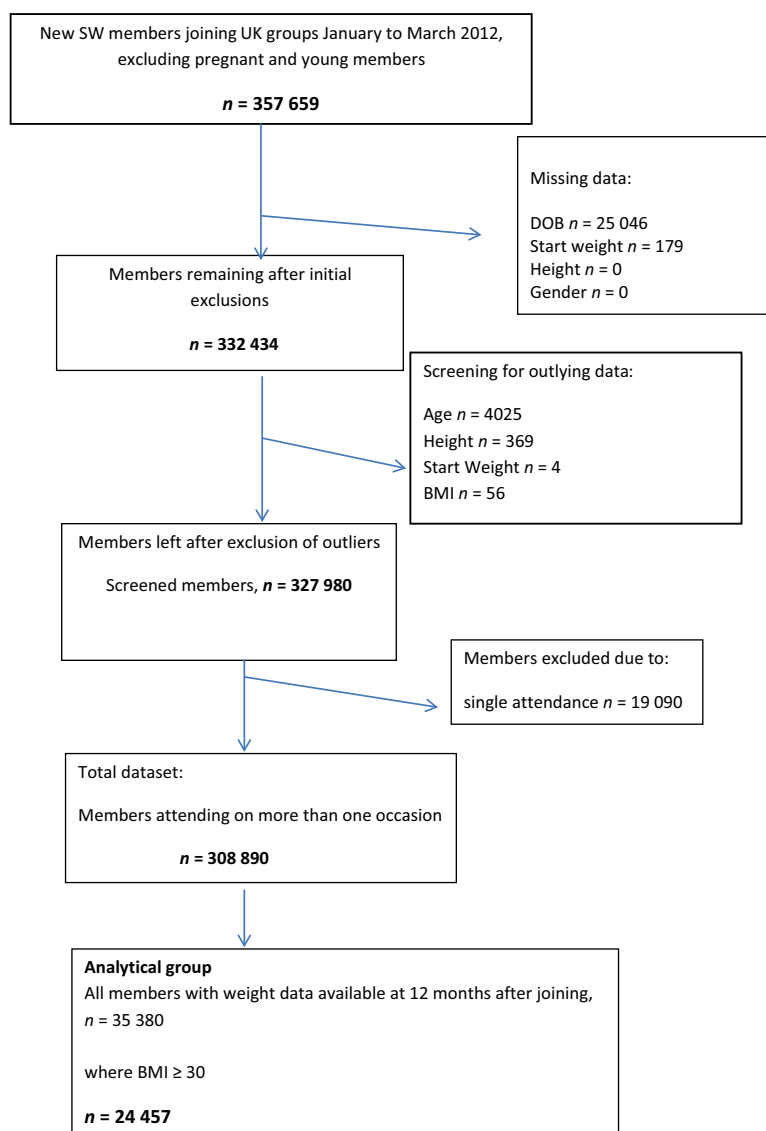 New SW members joining UK groups January to March 2012,
excluding pregnant and young members
n = 357 659
Missing data:
DOB n = 25 046
Start weight n = 179
Height n = 0
Gender n = 0
Members remaining after initial
exclusions
n = 332 434
Screening for outlying data:
Age n = 4025
Height n = 369
Start Weight n = 4
BMI n = 56
Members left after exclusion of outliers
Screened members, n = 327 980
Members excluded due to:
single attendance n = 19 090
Total dataset:
Members attending on more than one occasion
n = 308 890
Analytical group
All members with weight data available at 12 months after joining,
n = 35 380
where BMI ≥ 30
n = 24 457